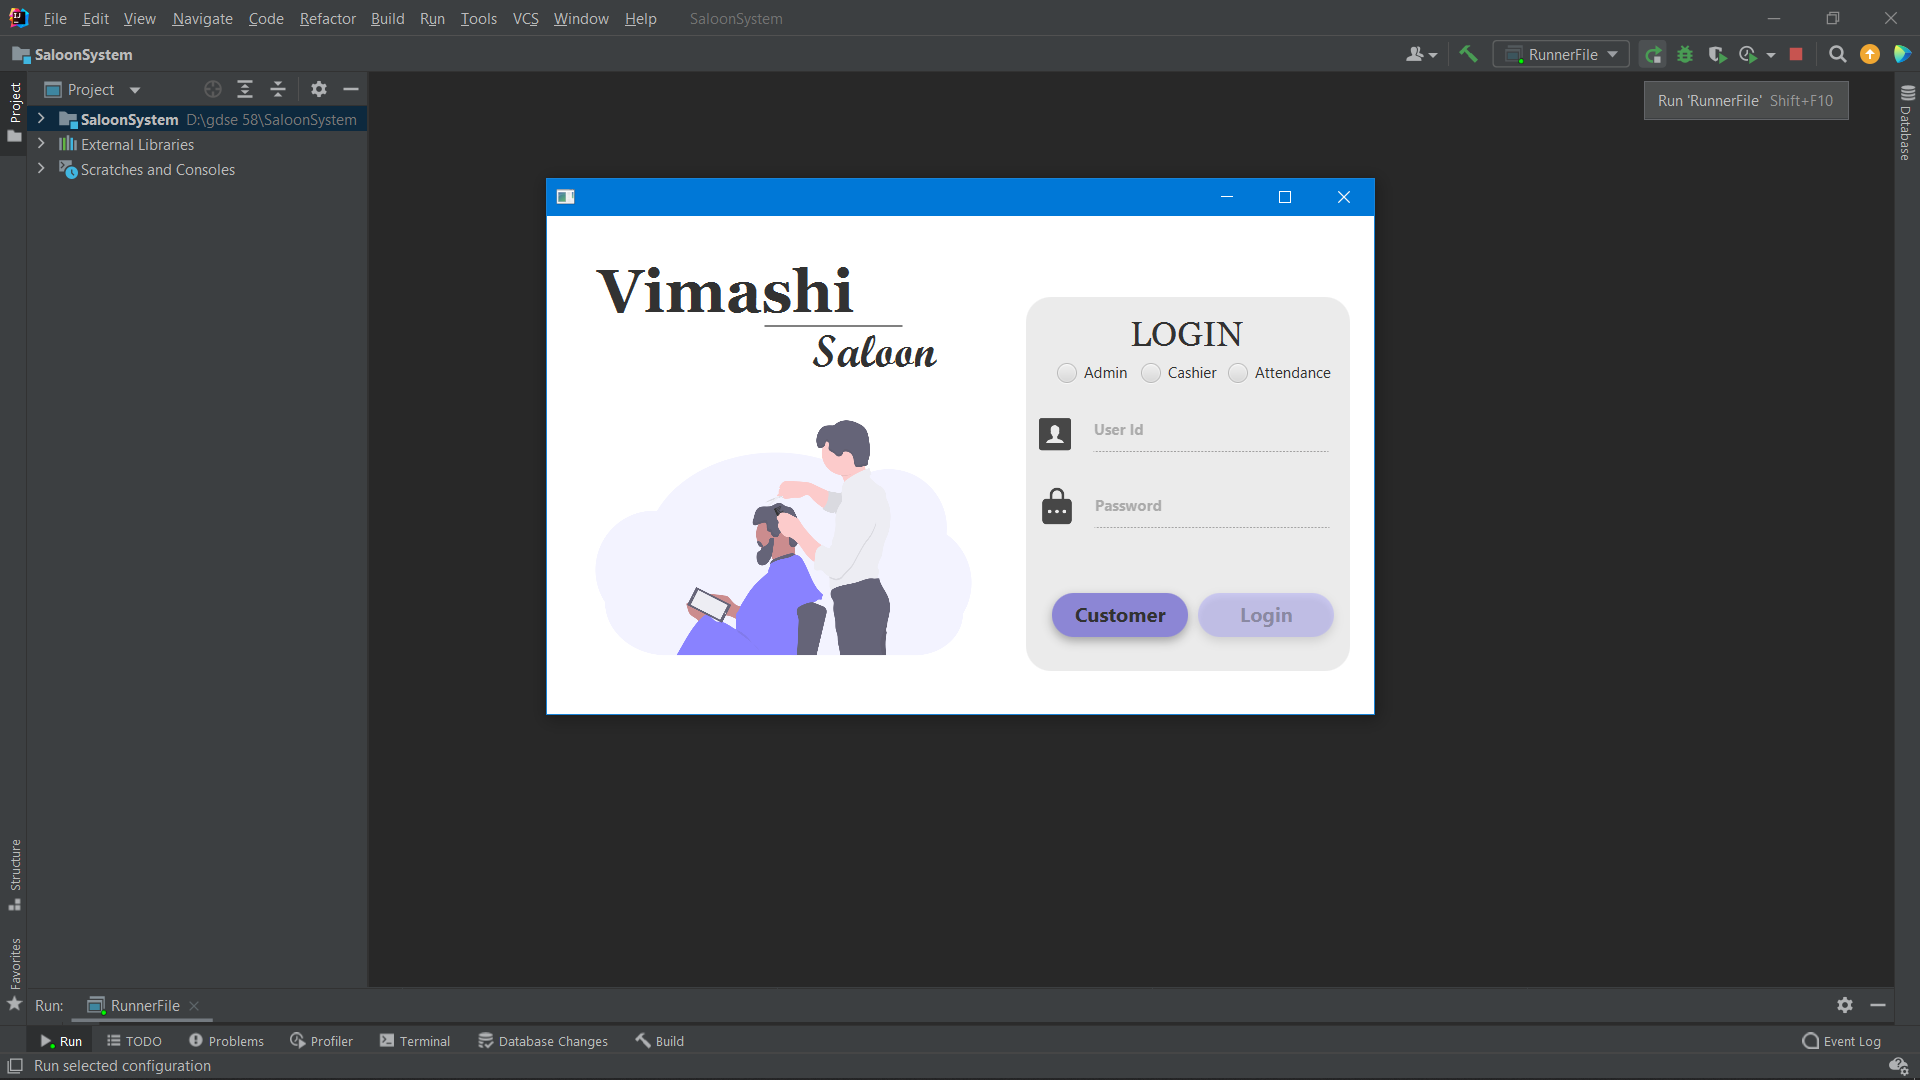 File Edit View Navigate Code Refactor Build Run Tools VCS Window Help SaloonSystem
SaloonSystem
RunnerFile
Project
Project
Run 'RunnerFile' Shift+F10
SaloonSystem D:\gdse 58\SaloonSystem
External Libraries
Scratches and Consoles
Database
Vimashi
Saloon
LOGIN
Admin Cashier Attendance
User Id
Password
Customer Login
Structure
Favorites
Run: RunnerFile
Run TODO Problems Profiler Terminal Database Changes Build Event Log
Run selected configuration